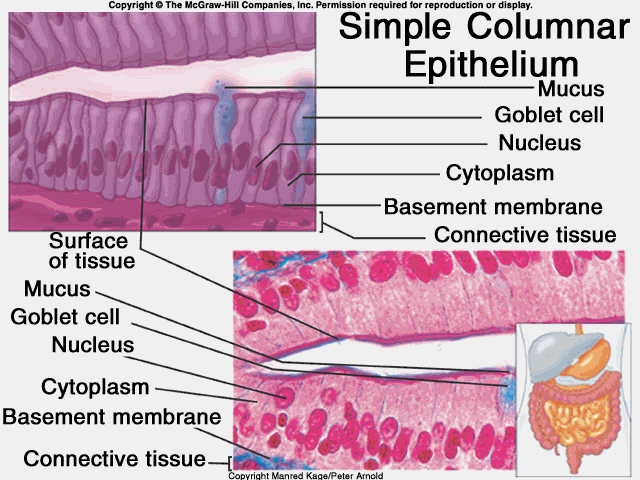 Copyright © The McGraw-Hill Companies, Inc. Permission required for reproduction or display.
Simple Columnar
Epithelium
Mucus
Goblet cell
Nucleus
Cytoplasm
Basement membrane
Connective tissue
Surface
of tissue
Mucus
Goblet cell
Nucleus
Cytoplasm
Basement membrane
Connective tissue
Copyright Manred Kage/Peter Arnold